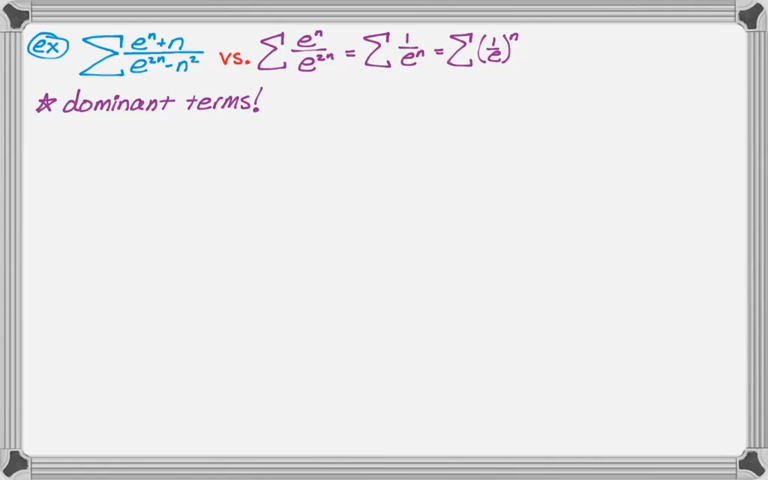 ex ∑ (eⁿ+n)/(e²ⁿ-n²) vs. ∑ eⁿ/e²ⁿ = ∑ 1/eⁿ = ∑ (1/e)ⁿ
☆ dominant terms!